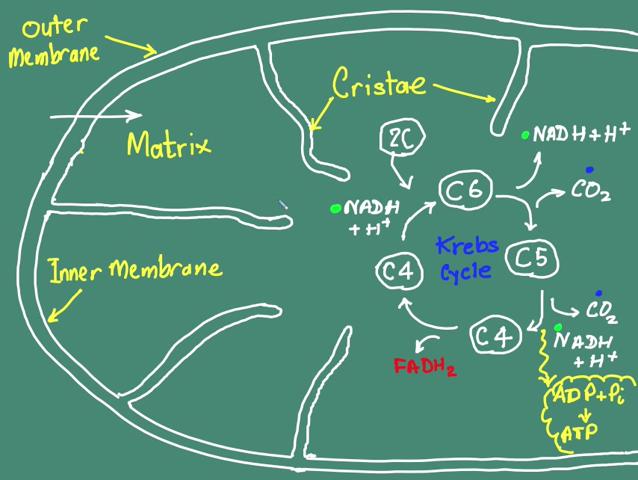 Outer
Membrane
Cristae
Matrix
2C
NADH + H⁺
C6
CO₂
NADH
+ H⁺
Krebs
Cycle
C5
C4
Inner Membrane
CO₂
C4
NADH
+ H⁺
FADH₂
ADP + Pi
↓
ATP